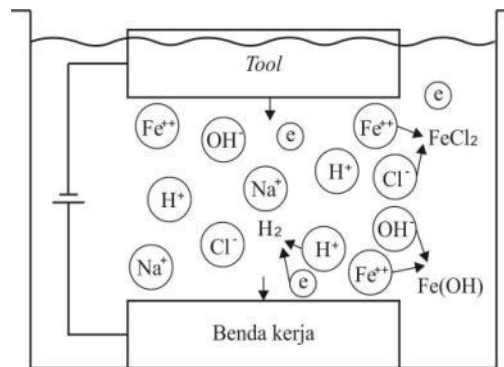 Tool
e
Fe++
OH-
e
Fe++
FeCl2
H+
Cl-
Na+
H+
H2
OH-
Cl-
H+
Na+
e
Fe++
Fe(OH)
Benda kerja